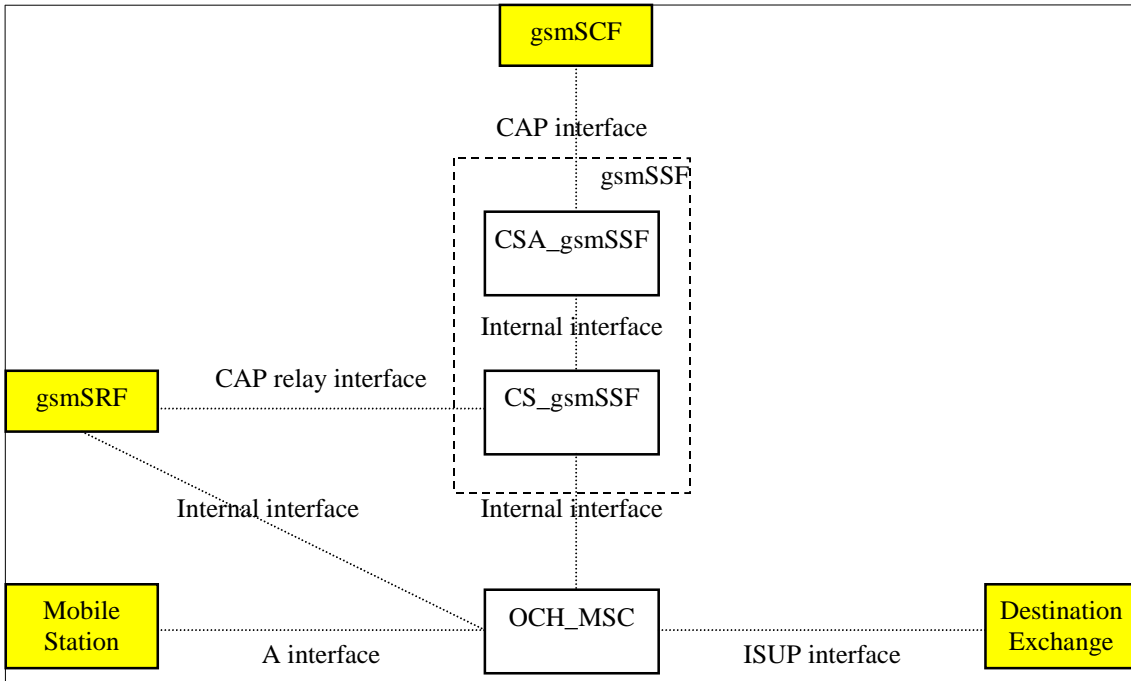 gsmSCF
CAP interface
gsmSSF
CSA_gsmSSF
Internal interface
CAP relay interface
gsmSRF
CS_gsmSSF
Internal interface
Internal interface
Mobile
Station
OCH_MSC
Destination
Exchange
A interface
ISUP interface